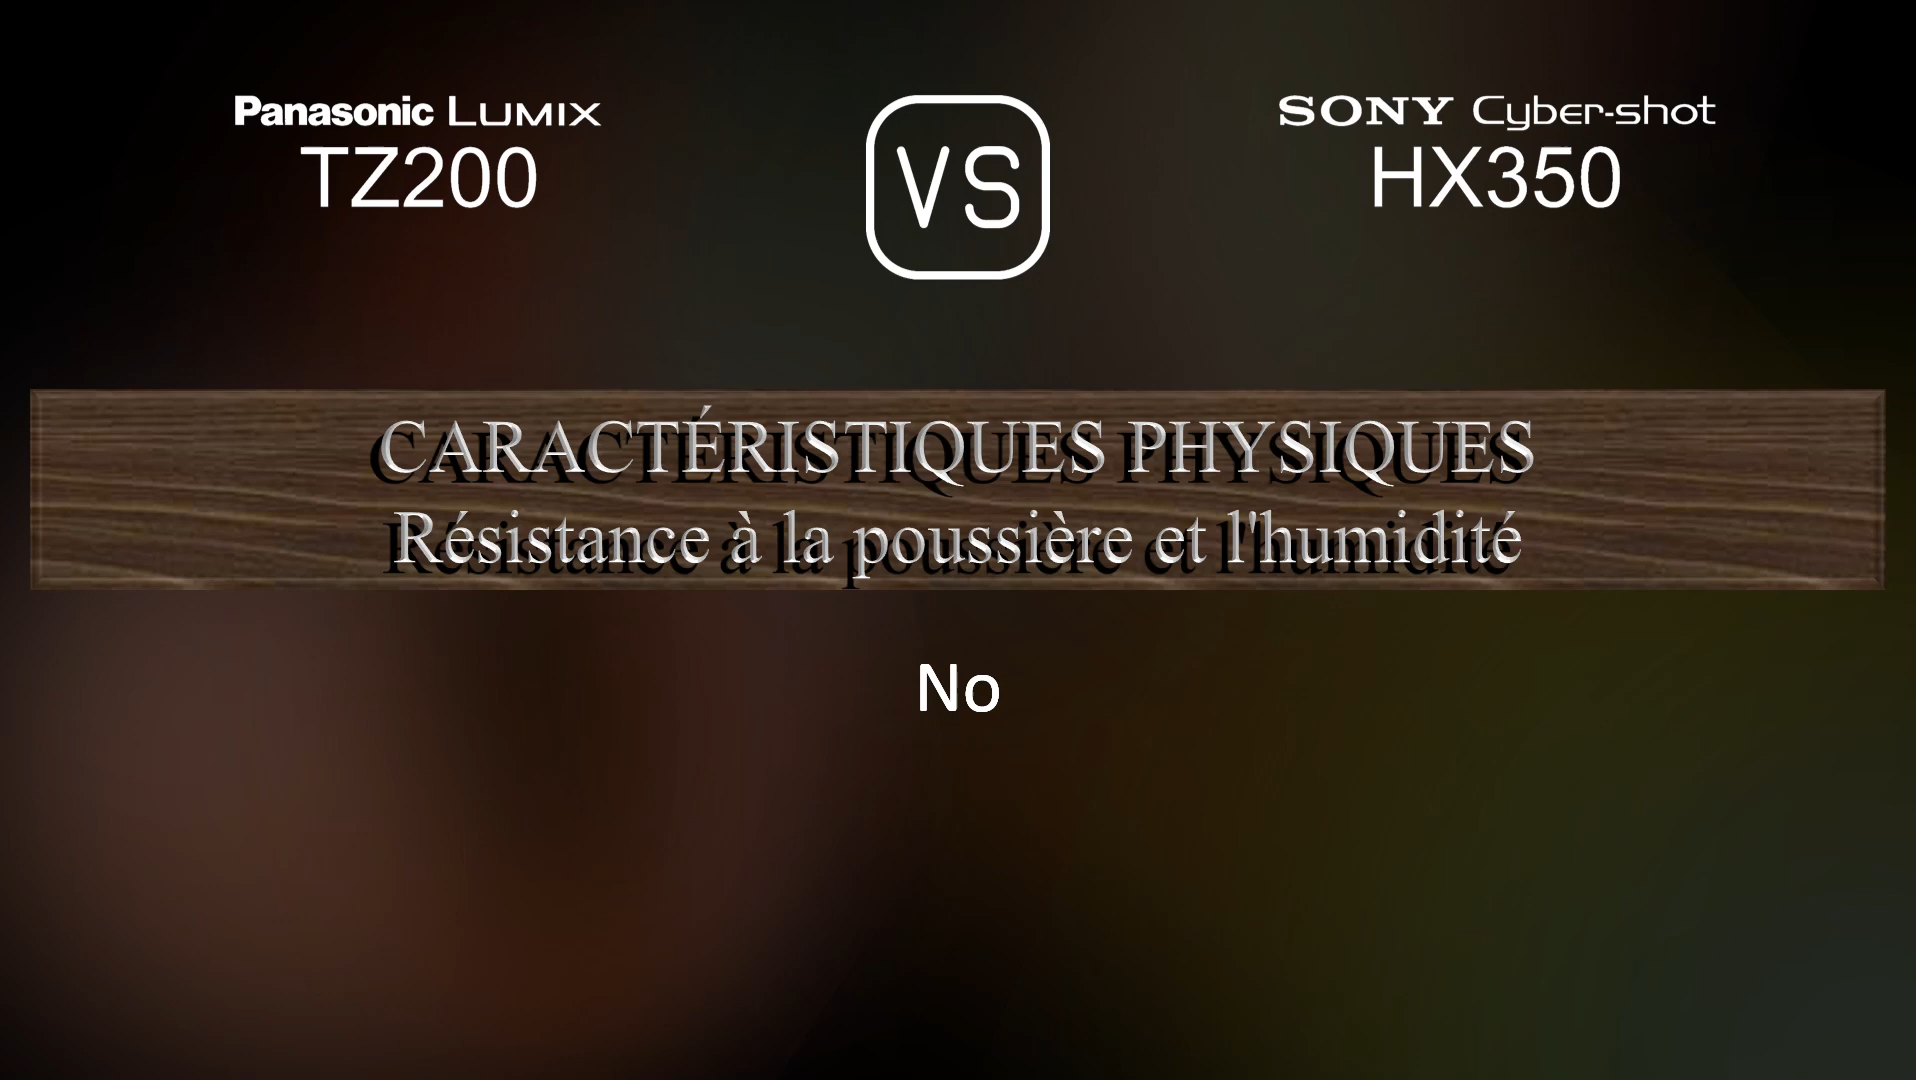 Panasonic LUMIX
TZ200
VS
SONY Cyber-shot
HX350
CARACTÉRISTIQUES PHYSIQUES
Résistance à la poussière et l'humidité
No